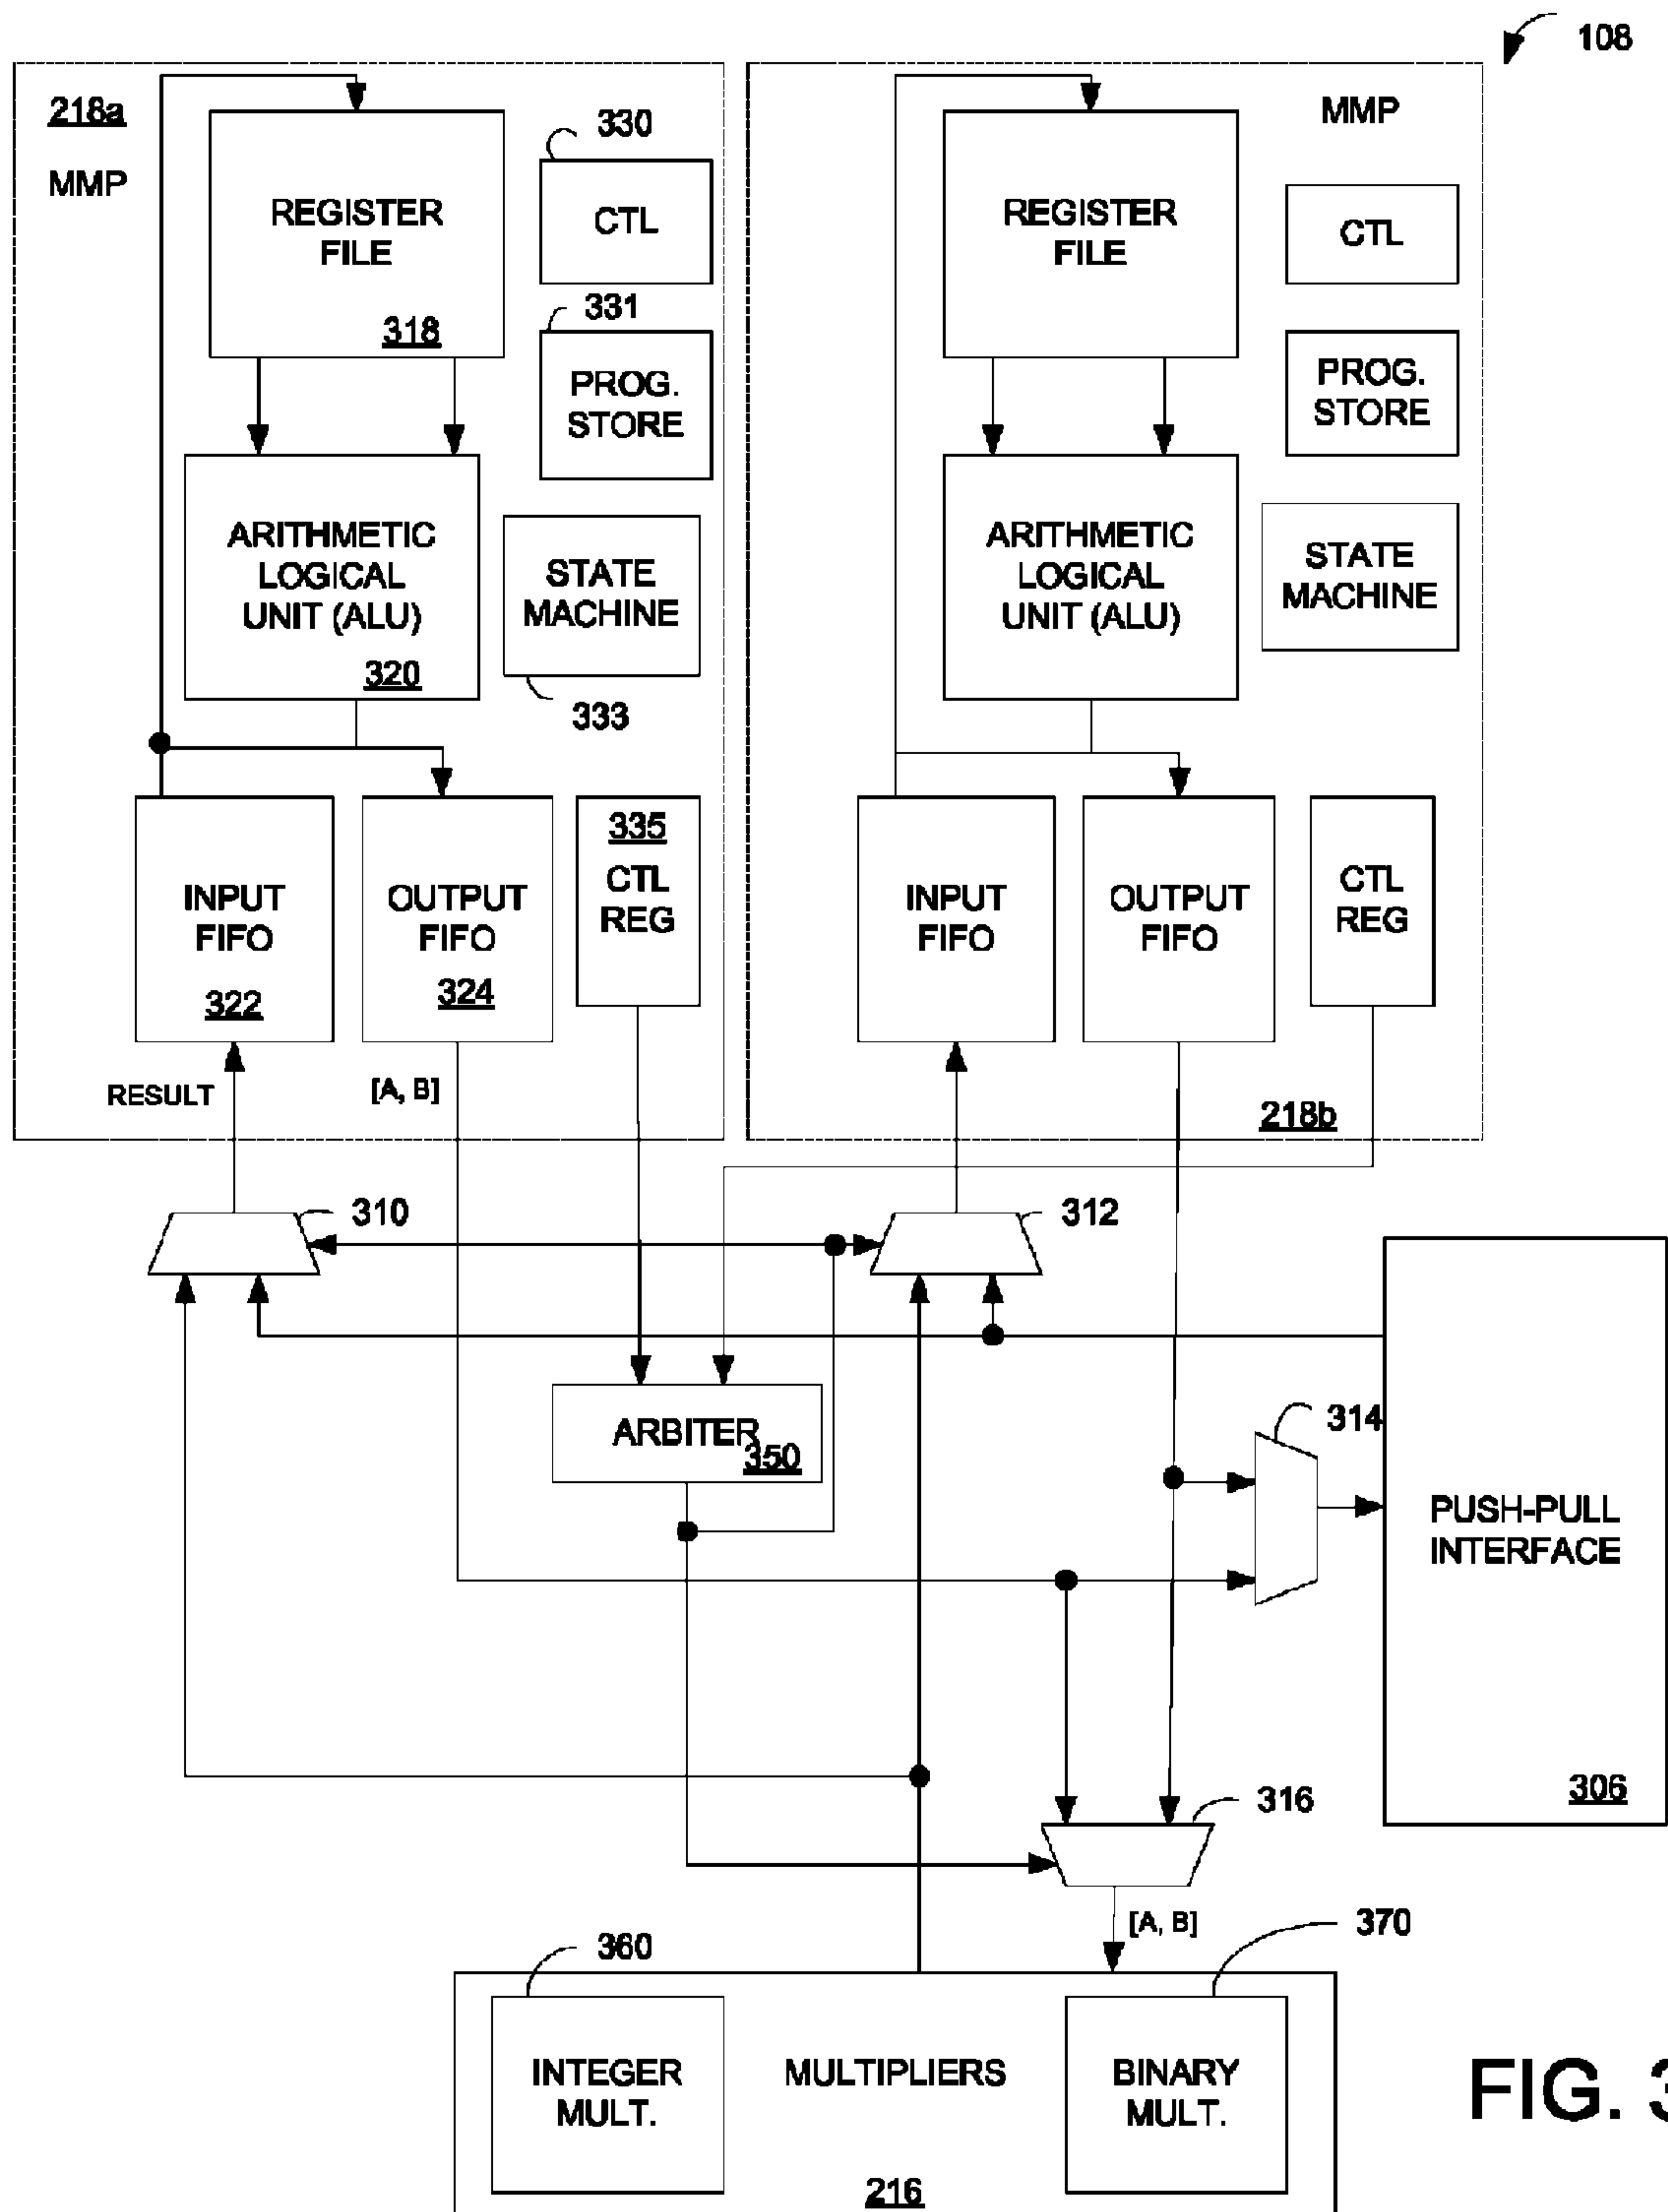 108
218a
MMP
REGISTER
FILE
318
330
CTL
331
PROG.
STORE
ARITHMETIC
LOGICAL
UNIT (ALU)
320
STATE
MACHINE
333
INPUT
FIFO
322
OUTPUT
FIFO
324
335
CTL
REG
RESULT
[A, B]
MMP
REGISTER
FILE
CTL
PROG.
STORE
ARITHMETIC
LOGICAL
UNIT (ALU)
STATE
MACHINE
INPUT
FIFO
OUTPUT
FIFO
CTL
REG
218b
310
312
ARBITER
350
314
PUSH-PULL
INTERFACE
306
316
[A, B]
360
370
INTEGER
MULT.
MULTIPLIERS
BINARY
MULT.
216
FIG. 3